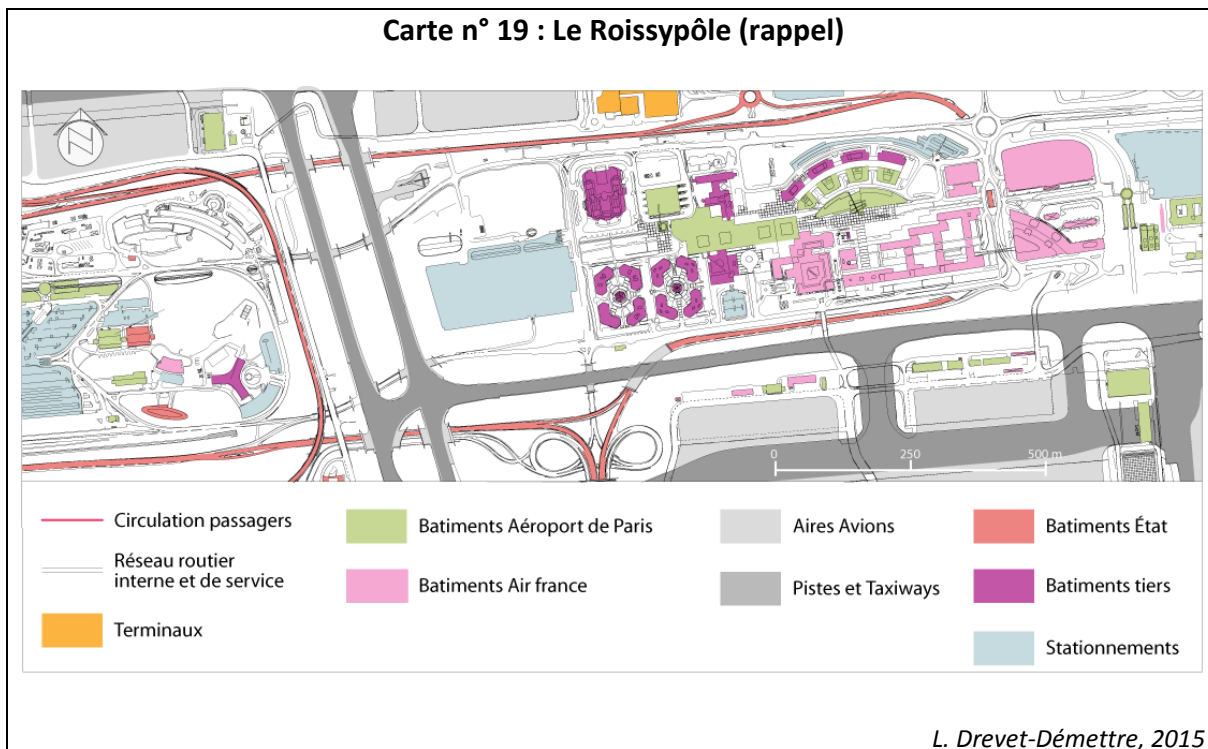 Carte n° 19 : Le Roissypôle (rappel)
N
0 250 500 m
Circulation passagers
Réseau routier
interne et de service
Terminaux
Batiments Aéroport de Paris
Batiments Air france
Aires Avions
Pistes et Taxiways
Batiments État
Batiments tiers
Stationnements
L. Drevet-Démettre, 2015